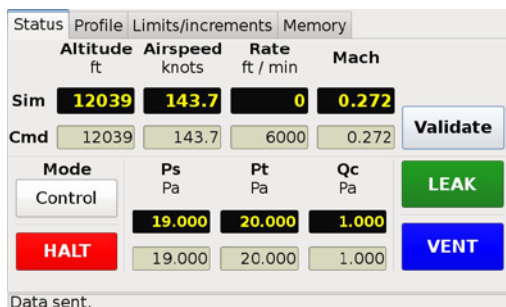 Status Profile Limits/increments Memory
Altitude Airspeed Rate Mach
ft knots ft / min
Sim 12039 143.7 0 0.272
Cmd 12039 143.7 6000 0.272 Validate
Mode Ps Pt Qc
Pa Pa Pa
Control LEAK
19.000 20.000 1.000
HALT VENT
19.000 20.000 1.000
Data sent.